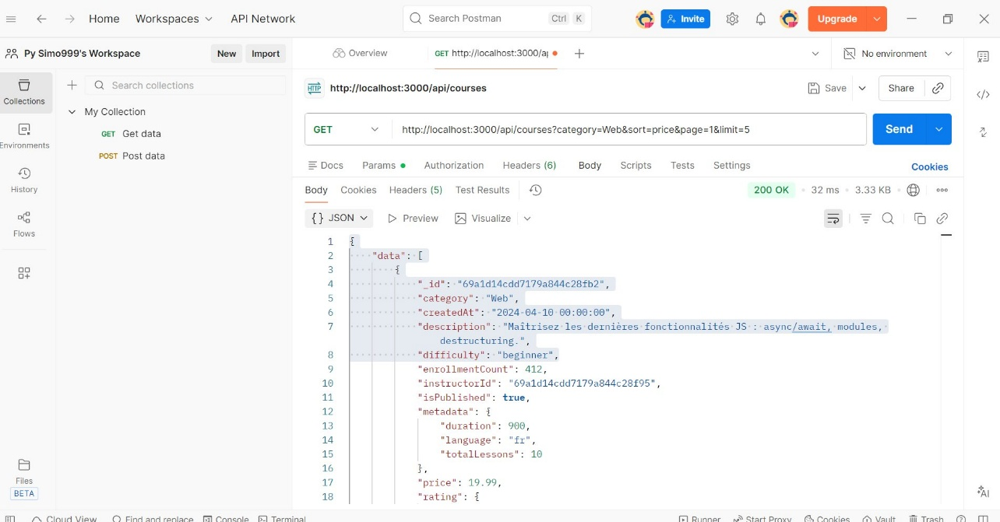 Home Workspaces API Network Search Postman Ctrl K Invite Upgrade
Py Simo999's Workspace New Import Overview GET http://localhost:3000/ap No environment
Collections
Search collections
My Collection
GET Get data
POST Post data
Environments
History
Flows
Files
BETA
HTTP http://localhost:3000/api/courses Save Share
GET http://localhost:3000/api/courses?category=Web&sort=price&page=1&limit=5 Send
Docs Params Authorization Headers (6) Body Scripts Tests Settings Cookies
Body Cookies Headers (5) Test Results 200 OK 32 ms 3.33 KB
{} JSON Preview Visualize
1 {
2 "data": [
3 {
4 "_id": "69a1d14cdd7179a844c28fb2",
5 "category": "Web",
6 "createdAt": "2024-04-10 00:00:00",
7 "description": "Maîtrisez les dernières fonctionnalités JS : async/await, modules,
destructuring.",
8 "difficulty": "beginner",
9 "enrollmentCount": 412,
10 "instructorId": "69a1d14cdd7179a844c28f95",
11 "isPublished": true,
12 "metadata": {
13 "duration": 900,
14 "language": "fr",
15 "totalLessons": 10
16 },
17 "price": 19.99,
18 "rating": {
AI
Cloud View Find and replace Console Terminal Runner Start Proxy Cookies Vault Trash